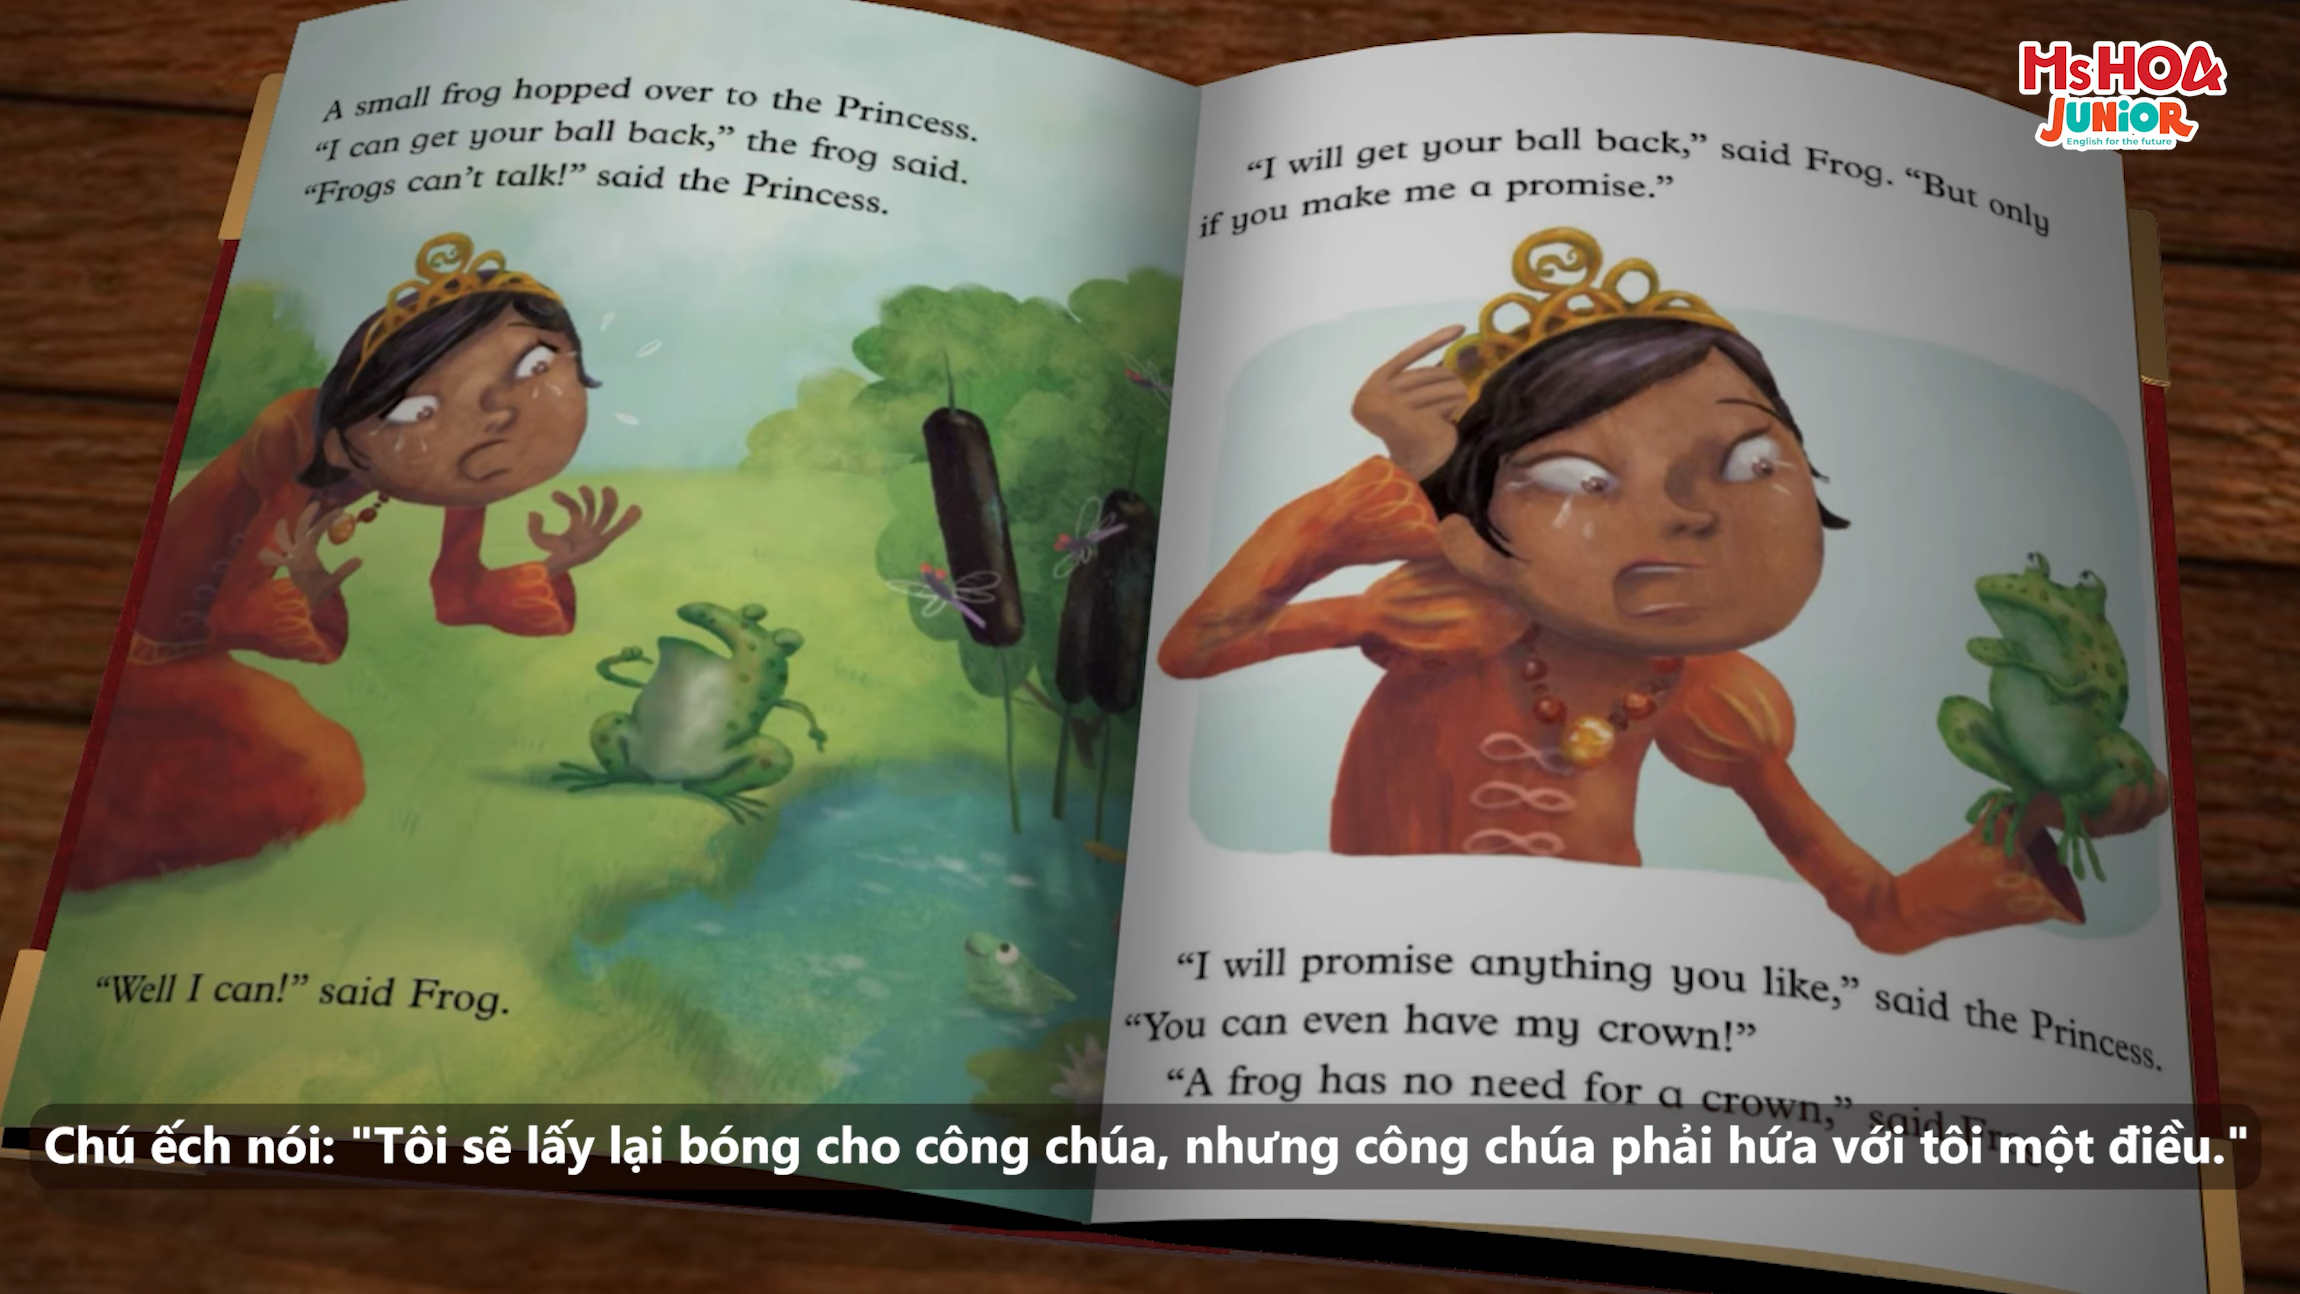 A small frog hopped over to the Princess.
“I can get your ball back,” the frog said.
“Frogs can’t talk!” said the Princess.
“Well I can!” said Frog.
“I will get your ball back,” said Frog. “But only
if you make me a promise.”
“I will promise anything you like,” said the Princess.
“You can even have my crown!”
“A frog has no need for a crown,” said Frog
Chú ếch nói: "Tôi sẽ lấy lại bóng cho công chúa, nhưng công chúa phải hứa với tôi một điều."
MsHOA
JUNiOR
English for the future